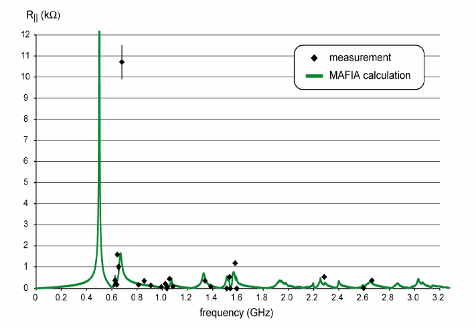 R|| (kΩ)
12
11
10
9
8
7
6
5
4
3
2
1
0
measurement
MAFIA calculation
0 0.2 0.4 0.6 0.8 1.0 1.2 1.4 1.6 1.8 2.0 2.2 2.4 2.6 2.8 3.0 3.2
frequency (GHz)